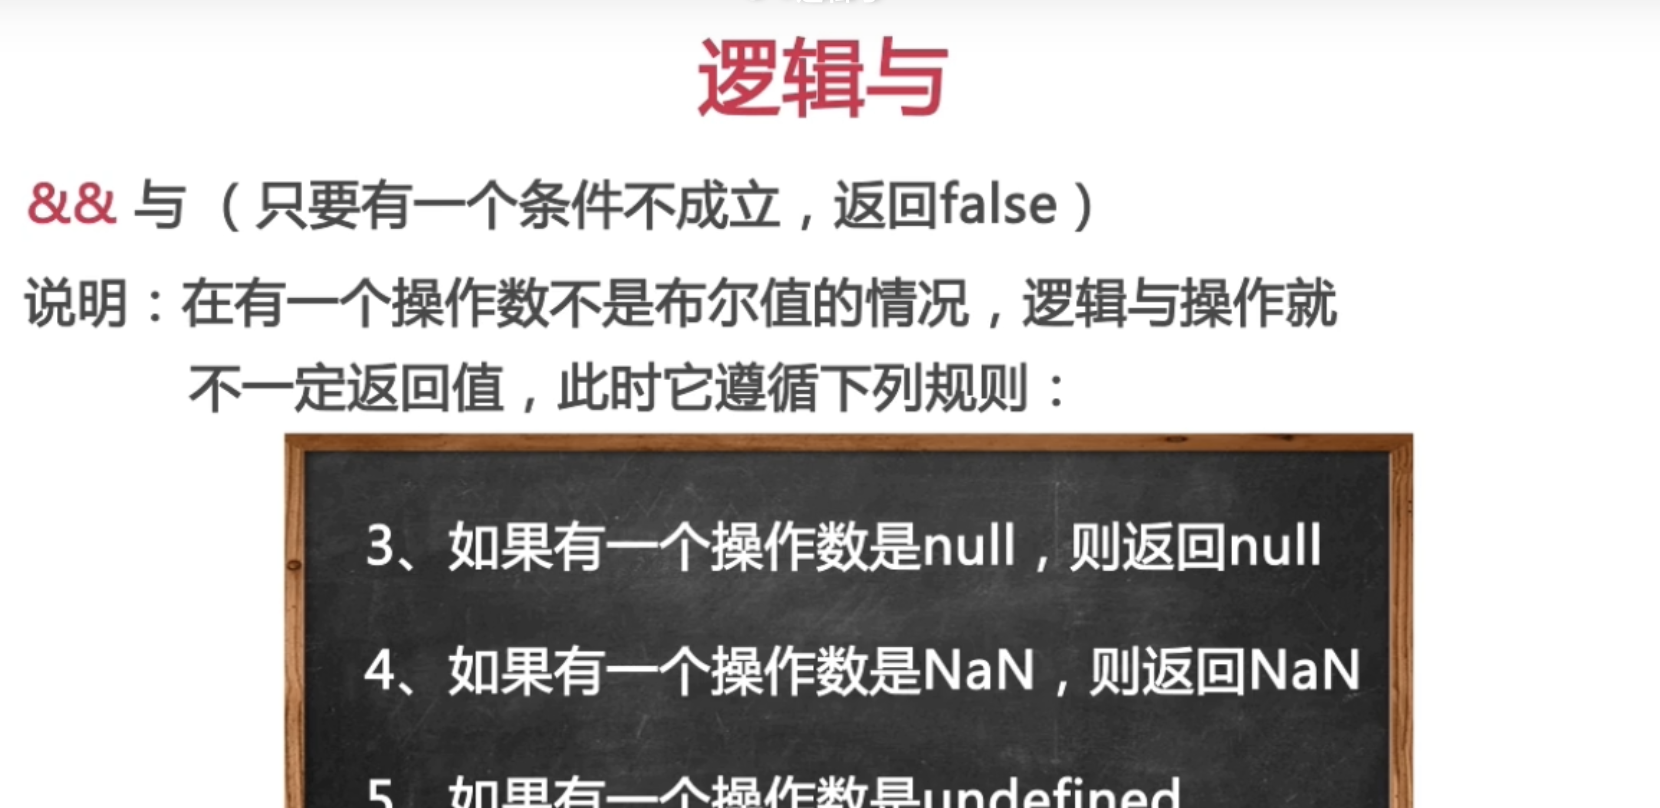 逻辑与
&& 与（只要有一个条件不成立，返回false）
说明：在有一个操作数不是布尔值的情况，逻辑与操作就
不一定返回值，此时它遵循下列规则：
3、如果有一个操作数是null，则返回null
4、如果有一个操作数是NaN，则返回NaN
5、如果有一个操作数是undefined